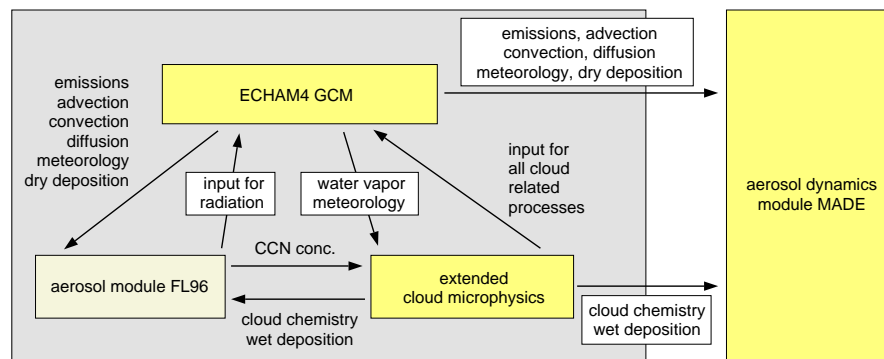 emissions, advection
convection, diffusion
meteorology, dry deposition
emissions
advection
convection
diffusion
meteorology
dry deposition
ECHAM4 GCM
input for
radiation
water vapor
meteorology
input for
all cloud
related
processes
aerosol dynamics
module MADE
CCN conc.
aerosol module FL96
extended
cloud microphysics
cloud chemistry
wet deposition
cloud chemistry
wet deposition